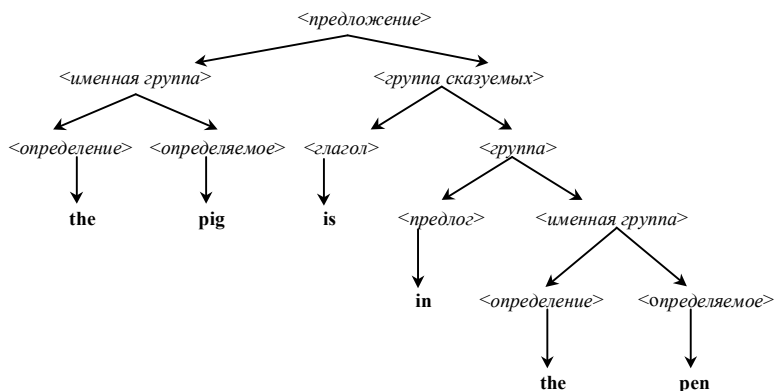 <предложение>
<именная группа> <группа сказуемых>
<определение> <определяемое> <глагол> <группа>
the pig is <предлог> <именная группа>
in <определение> <определяемое>
the pen